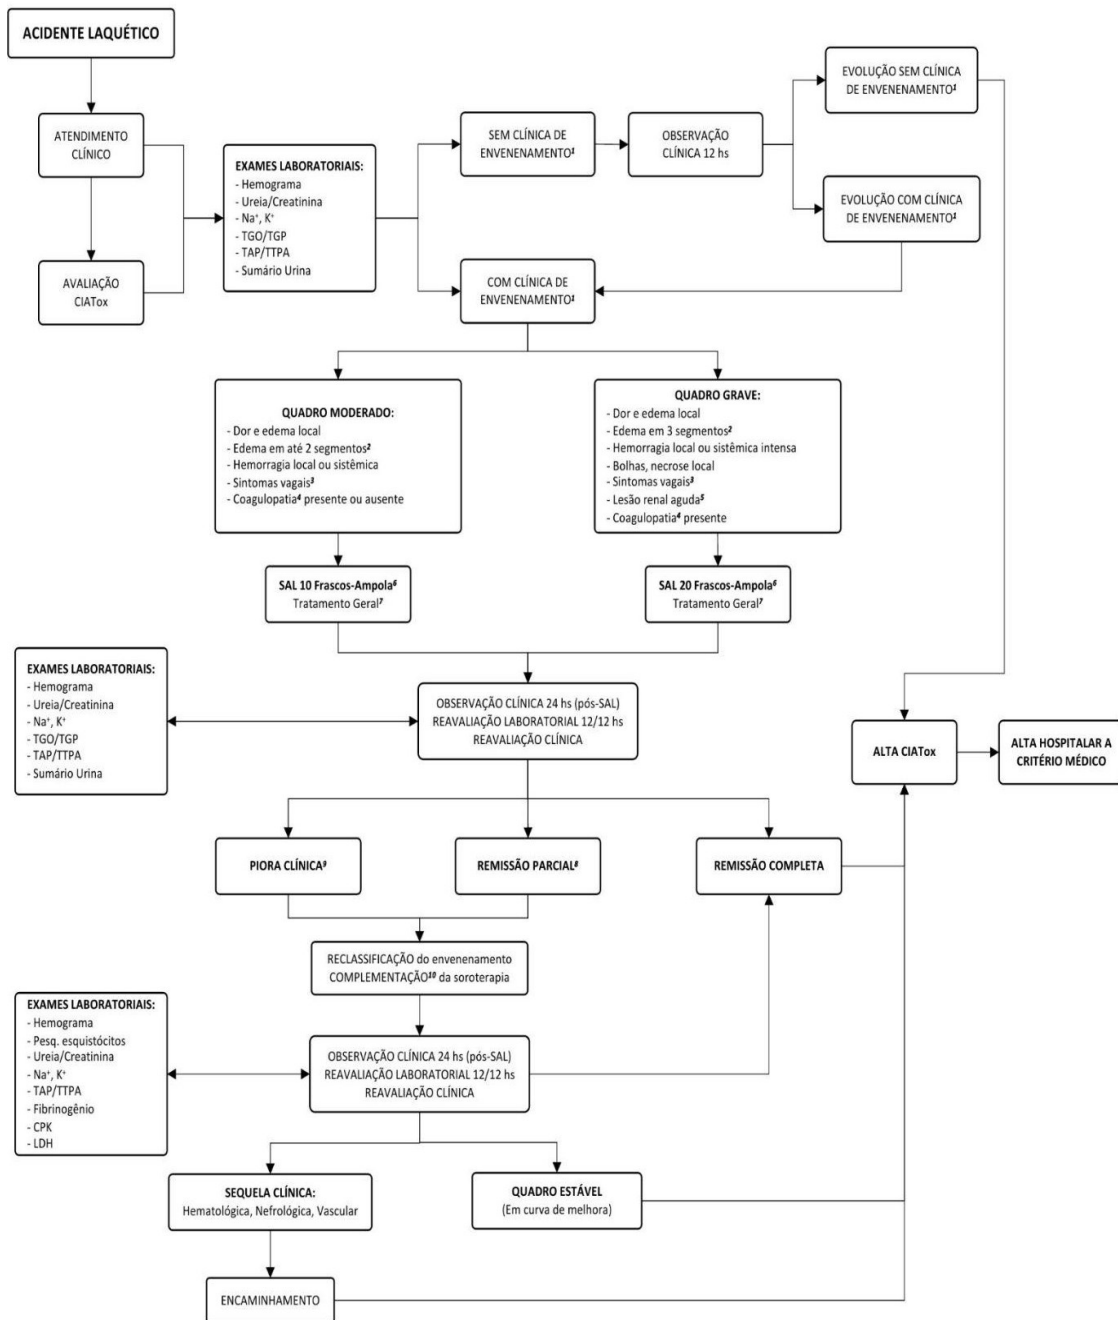 ACIDENTE LAQUÉTICO
ATENDIMENTO
CLÍNICO
AVALIAÇÃO
CIATox
EXAMES LABORATORIAIS:
- Hemograma
- Ureia/Creatinina
- Na⁺, K⁺
- TGO/TGP
- TAP/TTPA
- Sumário Urina
SEM CLÍNICA DE
ENVENENAMENTO¹
OBSERVAÇÃO
CLÍNICA 12 hs
EVOLUÇÃO SEM CLÍNICA
DE ENVENENAMENTO¹
EVOLUÇÃO COM CLÍNICA
DE ENVENENAMENTO¹
COM CLÍNICA DE
ENVENENAMENTO¹
QUADRO MODERADO:
- Dor e edema local
- Edema em até 2 segmentos²
- Hemorragia local ou sistêmica
- Sintomas vagais³
- Coagulopatia⁴ presente ou ausente
QUADRO GRAVE:
- Dor e edema local
- Edema em 3 segmentos²
- Hemorragia local ou sistêmica intensa
- Bolhas, necrose local
- Sintomas vagais³
- Lesão renal aguda⁵
- Coagulopatia⁴ presente
SAL 10 Frascos-Ampola⁶
Tratamento Geral⁷
SAL 20 Frascos-Ampola⁶
Tratamento Geral⁷
EXAMES LABORATORIAIS:
- Hemograma
- Ureia/Creatinina
- Na⁺, K⁺
- TGO/TGP
- TAP/TTPA
- Sumário Urina
OBSERVAÇÃO CLÍNICA 24 hs (pós-SAL)
REAVALIAÇÃO LABORATORIAL 12/12 hs
REAVALIAÇÃO CLÍNICA
ALTA CIATox
ALTA HOSPITALAR A
CRITÉRIO MÉDICO
PIORA CLÍNICA⁹
REMISSÃO PARCIAL⁸
REMISSÃO COMPLETA
RECLASSIFICAÇÃO do envenenamento
COMPLEMENTAÇÃO¹⁰ da soroterapia
EXAMES LABORATORIAIS:
- Hemograma
- Pesq. esquistócitos
- Ureia/Creatinina
- Na⁺, K⁺
- TAP/TTPA
- Fibrinogênio
- CPK
- LDH
OBSERVAÇÃO CLÍNICA 24 hs (pós-SAL)
REAVALIAÇÃO LABORATORIAL 12/12 hs
REAVALIAÇÃO CLÍNICA
SEQUELA CLÍNICA:
Hematológica, Nefrológica, Vascular
QUADRO ESTÁVEL
(Em curva de melhora)
ENCAMINHAMENTO